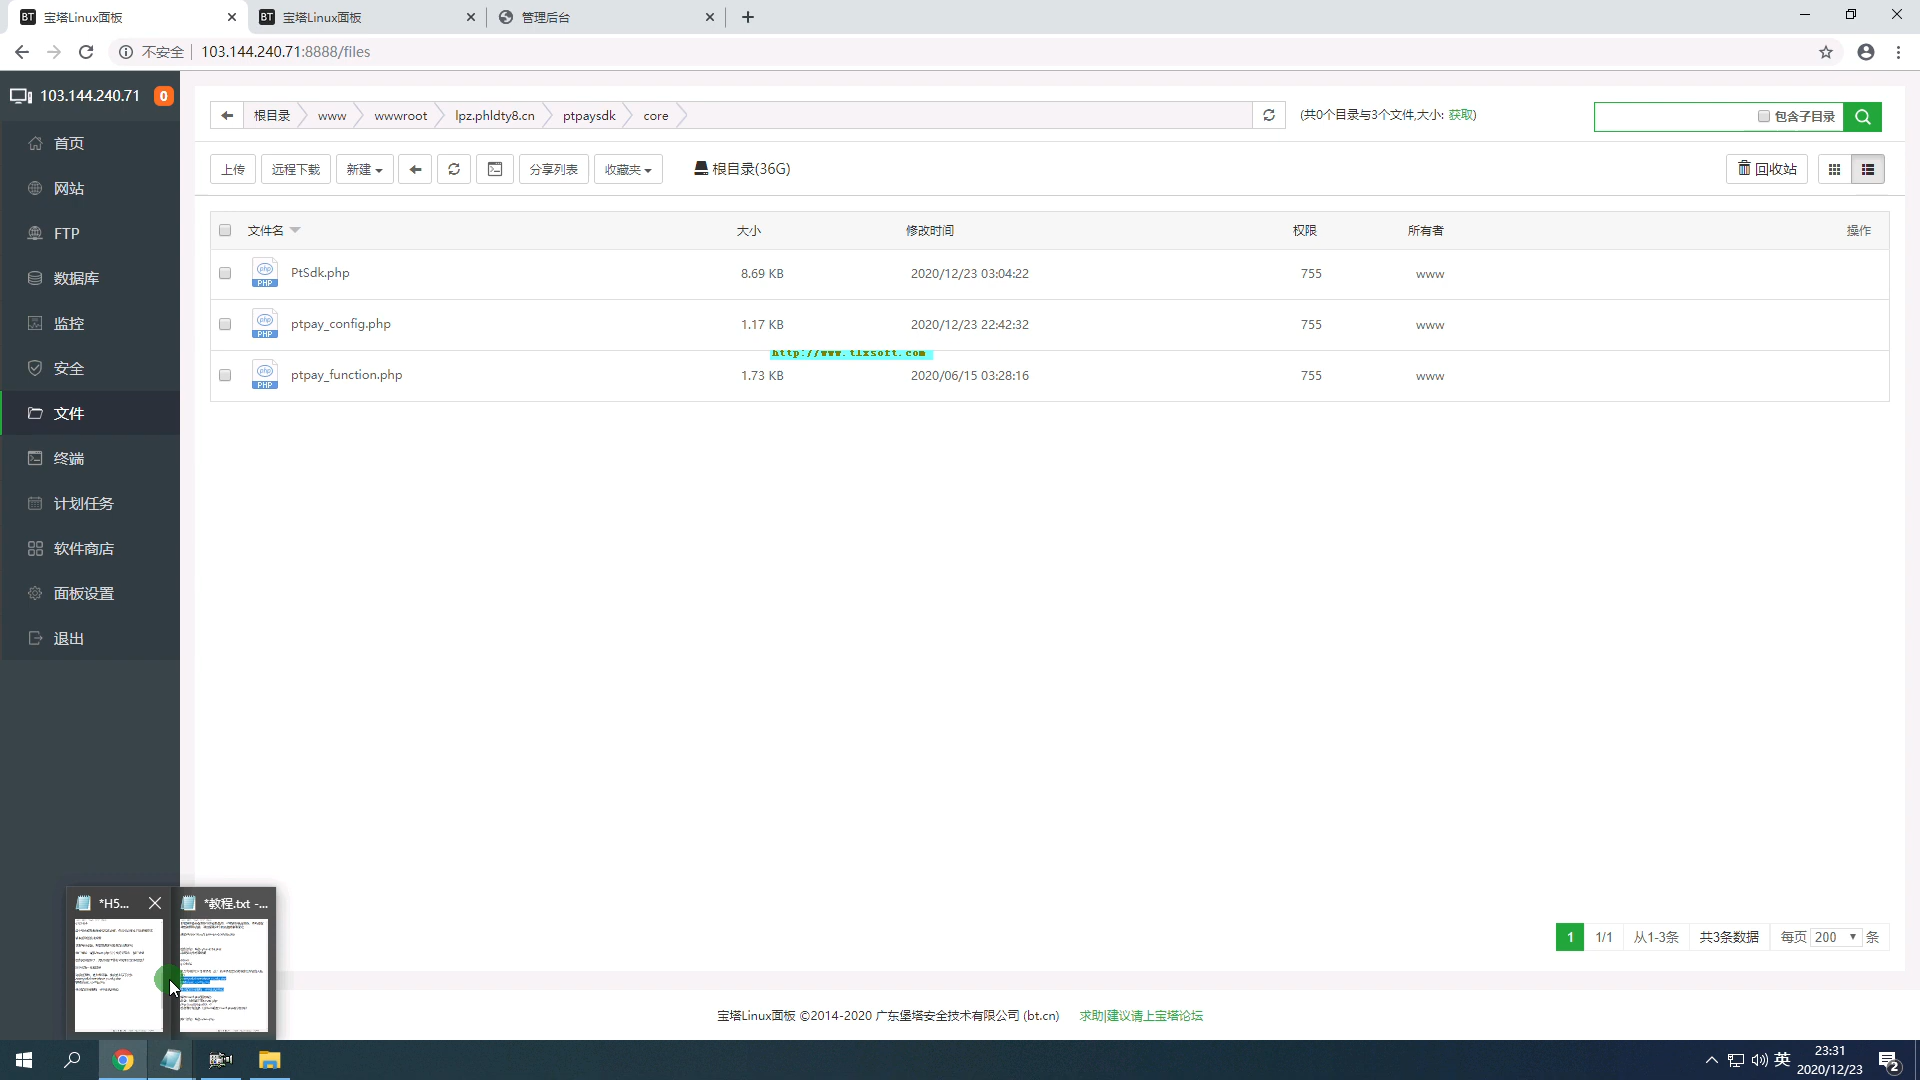 宝塔Linux面板
宝塔Linux面板
管理后台
不安全 103.144.240.71:8888/files
103.144.240.71 0
首页
网站
FTP
数据库
监控
安全
文件
终端
计划任务
软件商店
面板设置
退出
根目录 www wwwroot lpz.phldty8.cn ptpaysdk core
(共0个目录与3个文件,大小: 获取)
包含子目录
上传 远程下载 新建 分享列表 收藏夹 根目录(36G) 回收站
文件名 大小 修改时间 权限 所有者 操作
PtSdk.php 8.69 KB 2020/12/23 03:04:22 755 www
ptpay_config.php 1.17 KB 2020/12/23 22:42:32 755 www
http://www.tlxsoft.com
ptpay_function.php 1.73 KB 2020/06/15 03:28:16 755 www
1 1/1 从1-3条 共3条数据 每页 200 条
宝塔Linux面板 ©2014-2020 广东堡塔安全技术有限公司 (bt.cn) 求助|建议请上宝塔论坛
*H5...
*教程.txt -...
英
23:31
2020/12/23
2